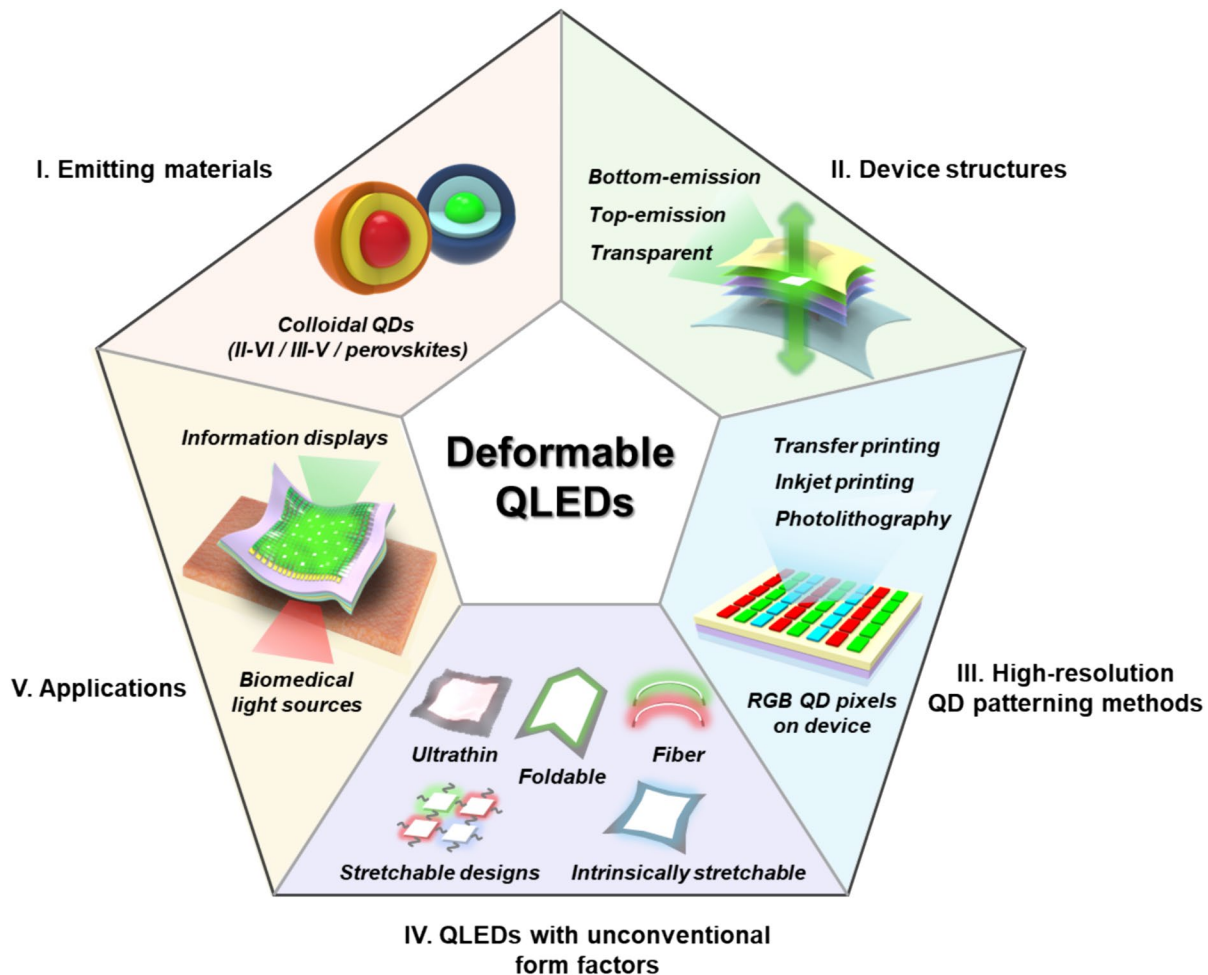 I. Emitting materials
Colloidal QDs
(II-VI / III-V / perovskites)
II. Device structures
Bottom-emission
Top-emission
Transparent
Deformable
QLEDs
Transfer printing
Inkjet printing
Photolithography
RGB QD pixels
on device
III. High-resolution
QD patterning methods
Ultrathin
Foldable
Fiber
Stretchable designs
Intrinsically stretchable
IV. QLEDs with unconventional
form factors
Information displays
Biomedical
light sources
V. Applications